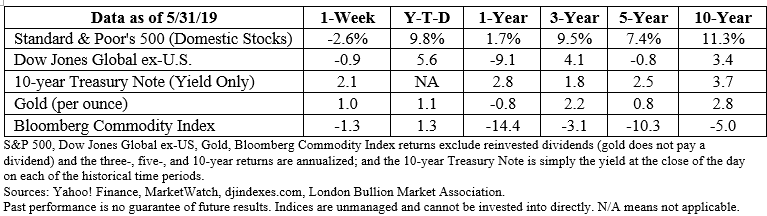 Data as of 5/31/19 1-Week Y-T-D 1-Year 3-Year 5-Year 10-Year
Standard & Poor's 500 (Domestic Stocks) -2.6% 9.8% 1.7% 9.5% 7.4% 11.3%
Dow Jones Global ex-U.S. -0.9 5.6 -9.1 4.1 -0.8 3.4
10-year Treasury Note (Yield Only) 2.1 NA 2.8 1.8 2.5 3.7
Gold (per ounce) 1.0 1.1 -0.8 2.2 0.8 2.8
Bloomberg Commodity Index -1.3 1.3 -14.4 -3.1 -10.3 -5.0
S&P 500, Dow Jones Global ex-US, Gold, Bloomberg Commodity Index returns exclude reinvested dividends (gold does not pay a
dividend) and the three-, five-, and 10-year returns are annualized; and the 10-year Treasury Note is simply the yield at the close of the day
on each of the historical time periods.
Sources: Yahoo! Finance, MarketWatch, djindexes.com, London Bullion Market Association.
Past performance is no guarantee of future results. Indices are unmanaged and cannot be invested into directly. N/A means not applicable.